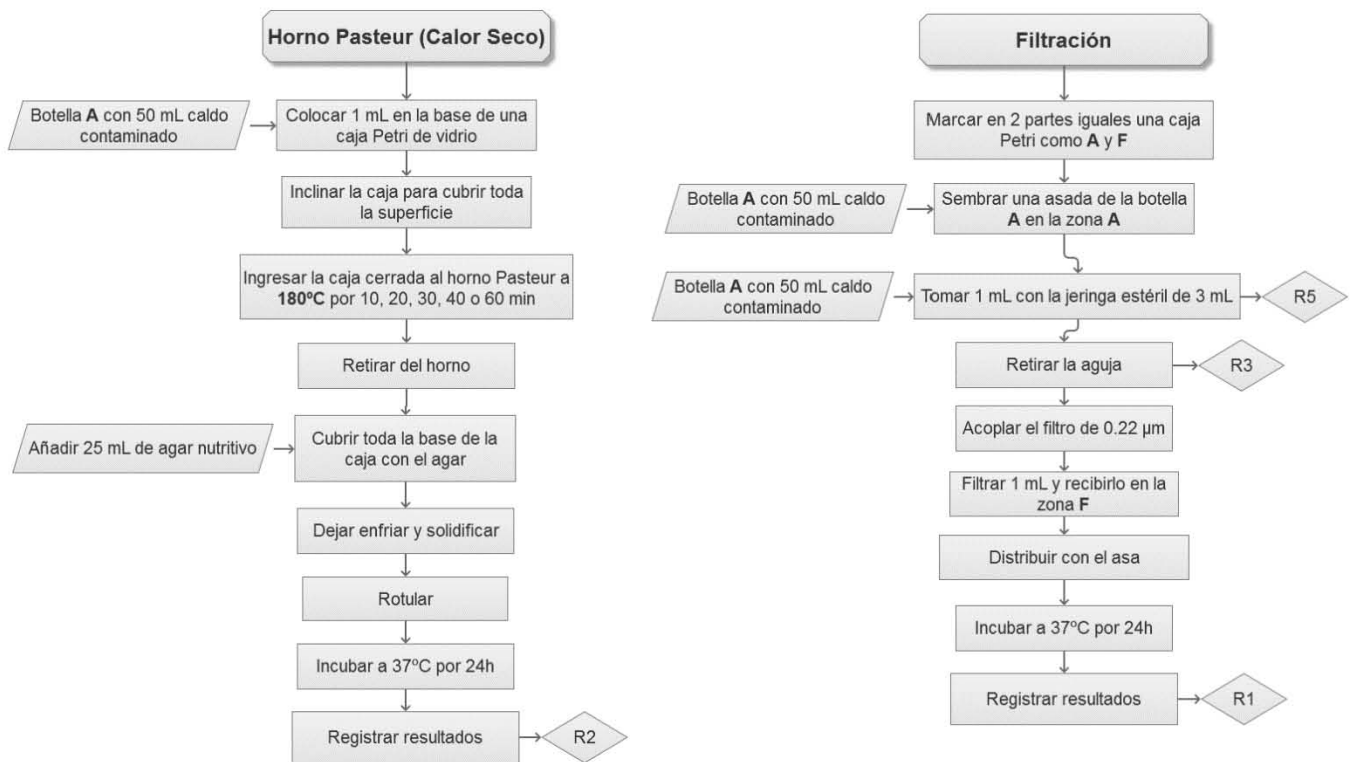 Horno Pasteur (Calor Seco)
Botella A con 50 mL caldo
contaminado
Colocar 1 mL en la base de una
caja Petri de vidrio
Inclinar la caja para cubrir toda
la superficie
Ingresar la caja cerrada al horno Pasteur a
180ºC por 10, 20, 30, 40 o 60 min
Retirar del horno
Añadir 25 mL de agar nutritivo
Cubrir toda la base de la
caja con el agar
Dejar enfriar y solidificar
Rotular
Incubar a 37ºC por 24h
Registrar resultados
R2
Filtración
Marcar en 2 partes iguales una caja
Petri como A y F
Botella A con 50 mL caldo
contaminado
Sembrar una asada de la botella
A en la zona A
Botella A con 50 mL caldo
contaminado
Tomar 1 mL con la jeringa estéril de 3 mL
R5
Retirar la aguja
R3
Acoplar el filtro de 0.22 µm
Filtrar 1 mL y recibirlo en la
zona F
Distribuir con el asa
Incubar a 37ºC por 24h
Registrar resultados
R1